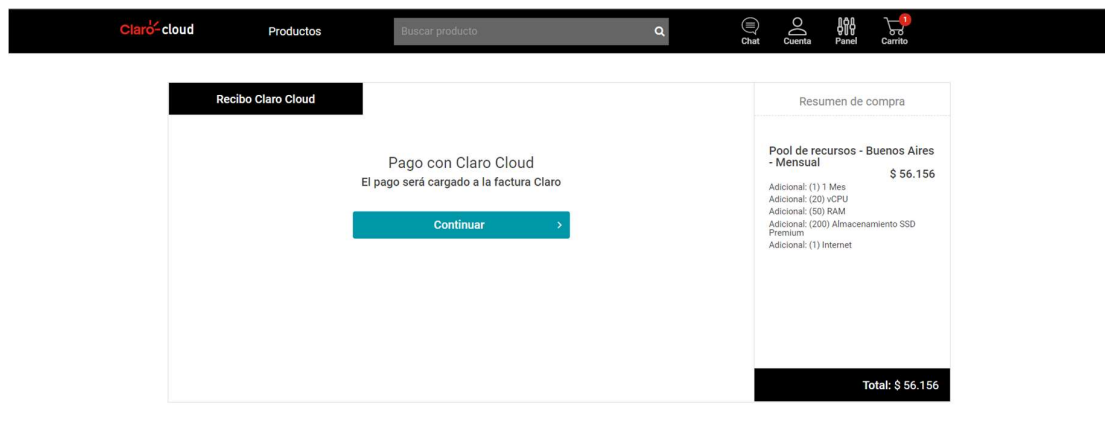 Claro cloud
Productos
Buscar producto
Chat
Cuenta
Panel
1
Carrito
Recibo Claro Cloud
Pago con Claro Cloud
El pago será cargado a la factura Claro
Continuar
Resumen de compra
Pool de recursos - Buenos Aires
- Mensual
$ 56.156
Adicional: (1) 1 Mes
Adicional: (20) vCPU
Adicional: (50) RAM
Adicional: (200) Almacenamiento SSD
Premium
Adicional: (1) Internet
Total: $ 56.156